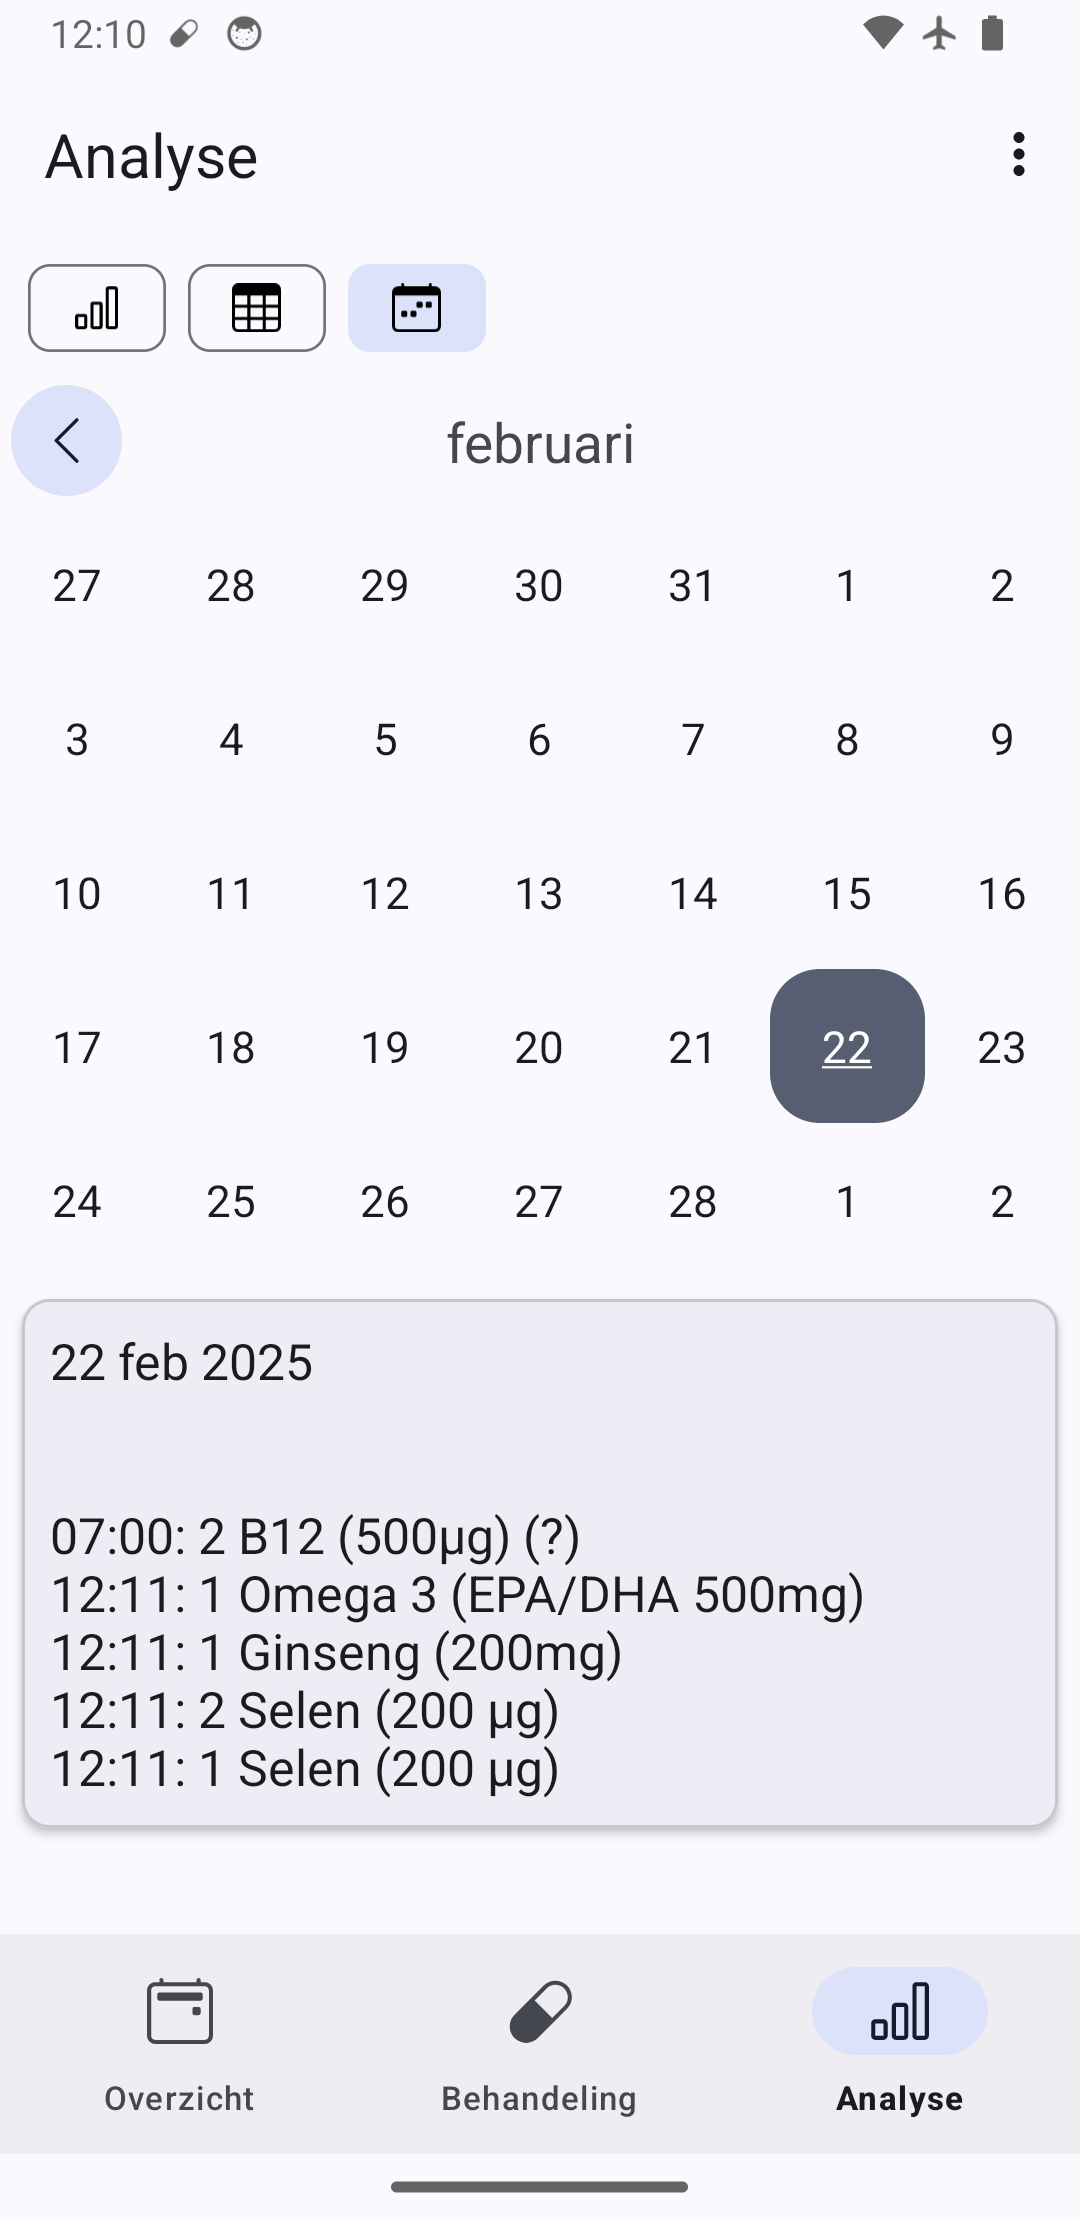 12:10
Analyse
februari
27 28 29 30 31 1 2
3 4 5 6 7 8 9
10 11 12 13 14 15 16
17 18 19 20 21 22 23
24 25 26 27 28 1 2
22 feb 2025
07:00: 2 B12 (500µg) (?)
12:11: 1 Omega 3 (EPA/DHA 500mg)
12:11: 1 Ginseng (200mg)
12:11: 2 Selen (200 µg)
12:11: 1 Selen (200 µg)
Overzicht Behandeling Analyse